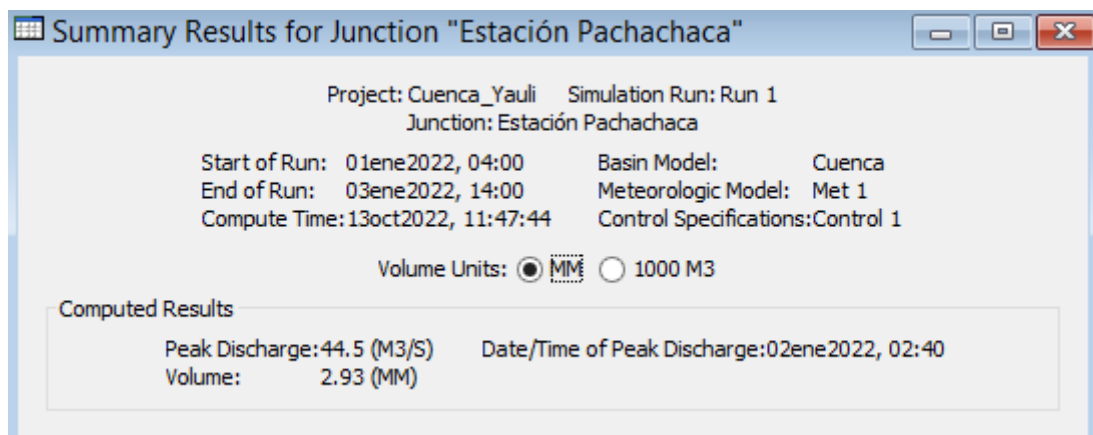 Summary Results for Junction "Estación Pachachaca"
Project: Cuenca_Yauli Simulation Run: Run 1
Junction: Estación Pachachaca
Start of Run: 01ene2022, 04:00 Basin Model: Cuenca
End of Run: 03ene2022, 14:00 Meteorologic Model: Met 1
Compute Time:13oct2022, 11:47:44 Control Specifications:Control 1
Volume Units: MM 1000 M3
Computed Results
Peak Discharge:44.5 (M3/S) Date/Time of Peak Discharge:02ene2022, 02:40
Volume: 2.93 (MM)